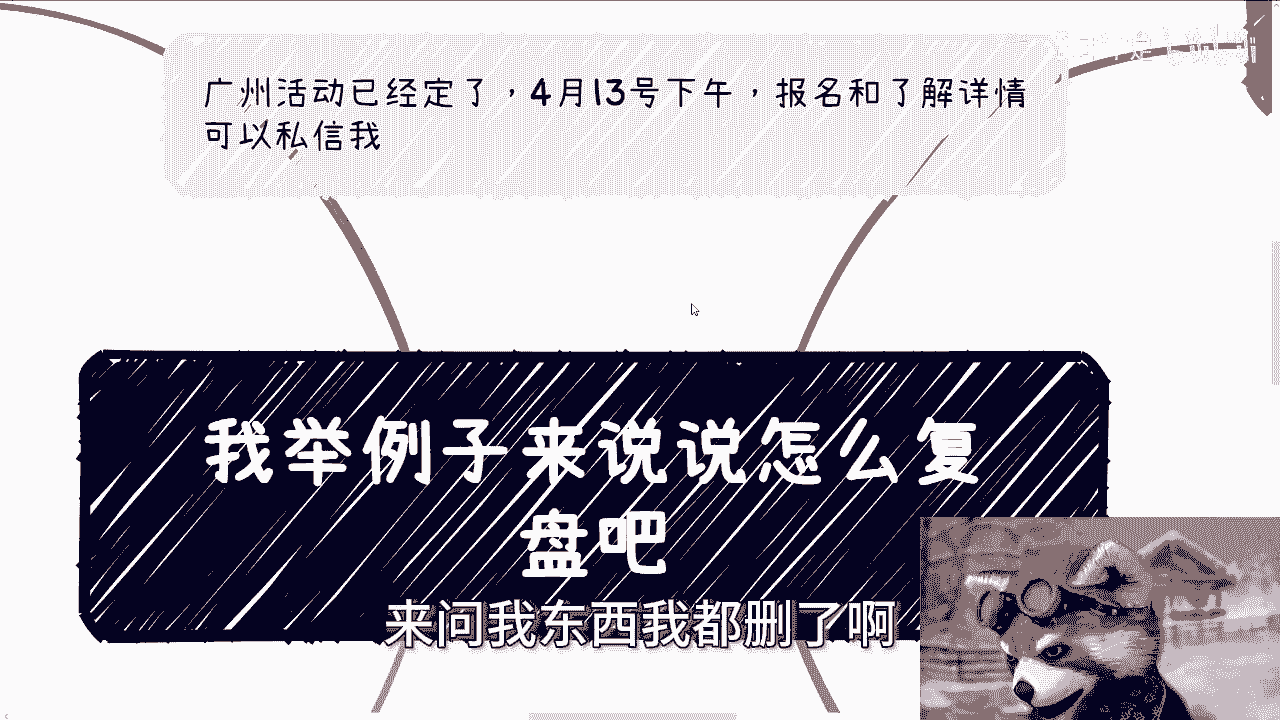 广州活动已经定了，4月13号下午，报名和了解详情
可以私信我
我举例子来说说怎么复
盘吧
来问我东西我都删了啊